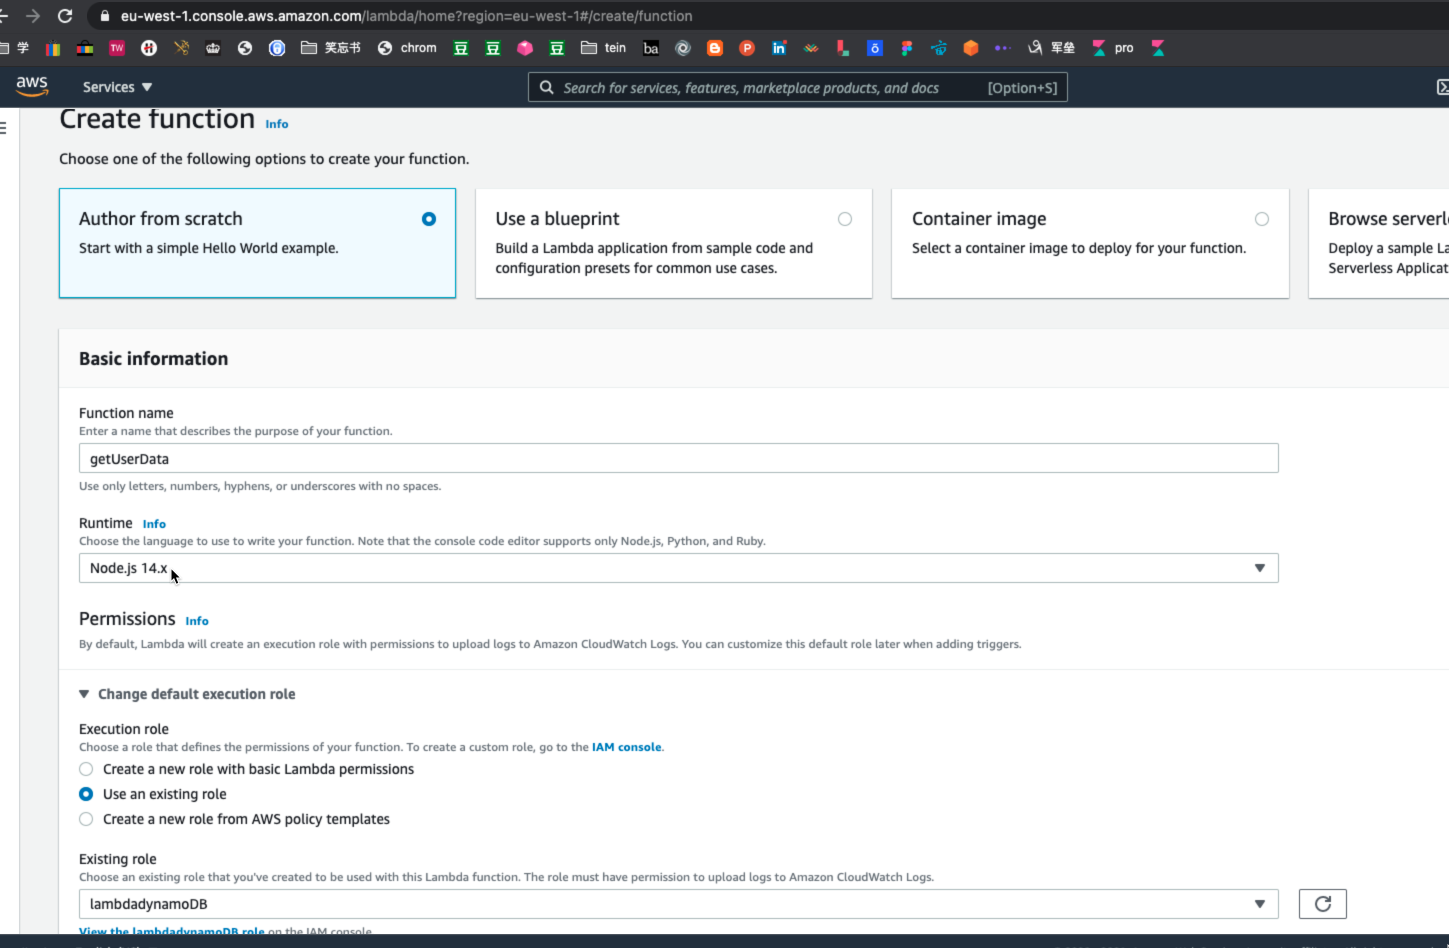 eu-west-1.console.aws.amazon.com/lambda/home?region=eu-west-1#/create/function
学 TW 笑忘书 chrom 豆 豆 豆 tein ba P in 军垒 pro
aws Services ▼ Search for services, features, marketplace products, and docs [Option+S]
Create function Info
Choose one of the following options to create your function.
Author from scratch
Start with a simple Hello World example.
Use a blueprint
Build a Lambda application from sample code and
configuration presets for common use cases.
Container image
Select a container image to deploy for your function.
Browse serverl
Deploy a sample La
Serverless Applicat
Basic information
Function name
Enter a name that describes the purpose of your function.
getUserData
Use only letters, numbers, hyphens, or underscores with no spaces.
Runtime Info
Choose the language to use to write your function. Note that the console code editor supports only Node.js, Python, and Ruby.
Node.js 14.x
Permissions Info
By default, Lambda will create an execution role with permissions to upload logs to Amazon CloudWatch Logs. You can customize this default role later when adding triggers.
Change default execution role
Execution role
Choose a role that defines the permissions of your function. To create a custom role, go to the IAM console.
Create a new role with basic Lambda permissions
Use an existing role
Create a new role from AWS policy templates
Existing role
Choose an existing role that you've created to be used with this Lambda function. The role must have permission to upload logs to Amazon CloudWatch Logs.
lambdadynamoDB
View the lambdadynamoDB role on the IAM console.